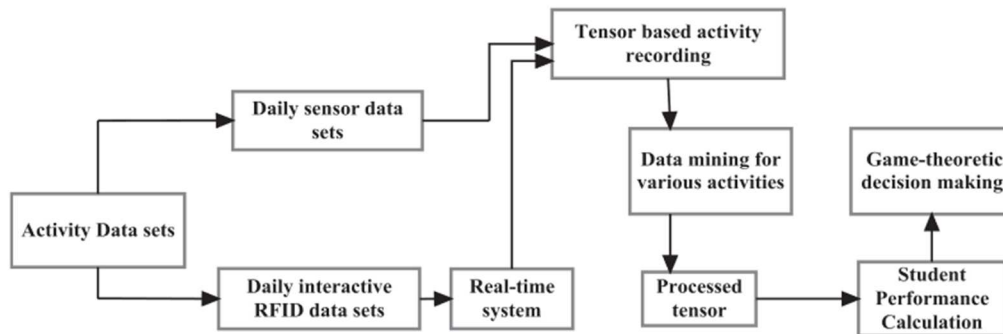 Tensor based activity
recording
Daily sensor data
sets
Data mining for
various activities
Game-theoretic
decision making
Activity Data sets
Daily interactive
RFID data sets
Real-time
system
Processed
tensor
Student
Performance
Calculation